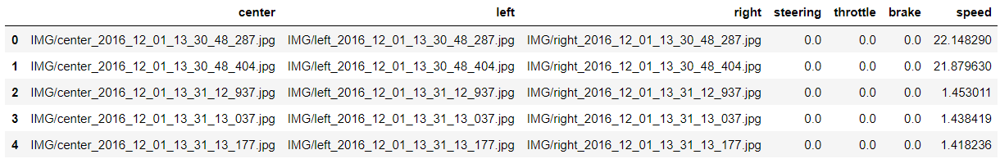 center left right steering throttle brake speed
0 IMG/center_2016_12_01_13_30_48_287.jpg IMG/left_2016_12_01_13_30_48_287.jpg IMG/right_2016_12_01_13_30_48_287.jpg 0.0 0.0 0.0 22.148290
1 IMG/center_2016_12_01_13_30_48_404.jpg IMG/left_2016_12_01_13_30_48_404.jpg IMG/right_2016_12_01_13_30_48_404.jpg 0.0 0.0 0.0 21.879630
2 IMG/center_2016_12_01_13_31_12_937.jpg IMG/left_2016_12_01_13_31_12_937.jpg IMG/right_2016_12_01_13_31_12_937.jpg 0.0 0.0 0.0 1.453011
3 IMG/center_2016_12_01_13_31_13_037.jpg IMG/left_2016_12_01_13_31_13_037.jpg IMG/right_2016_12_01_13_31_13_037.jpg 0.0 0.0 0.0 1.438419
4 IMG/center_2016_12_01_13_31_13_177.jpg IMG/left_2016_12_01_13_31_13_177.jpg IMG/right_2016_12_01_13_31_13_177.jpg 0.0 0.0 0.0 1.418236